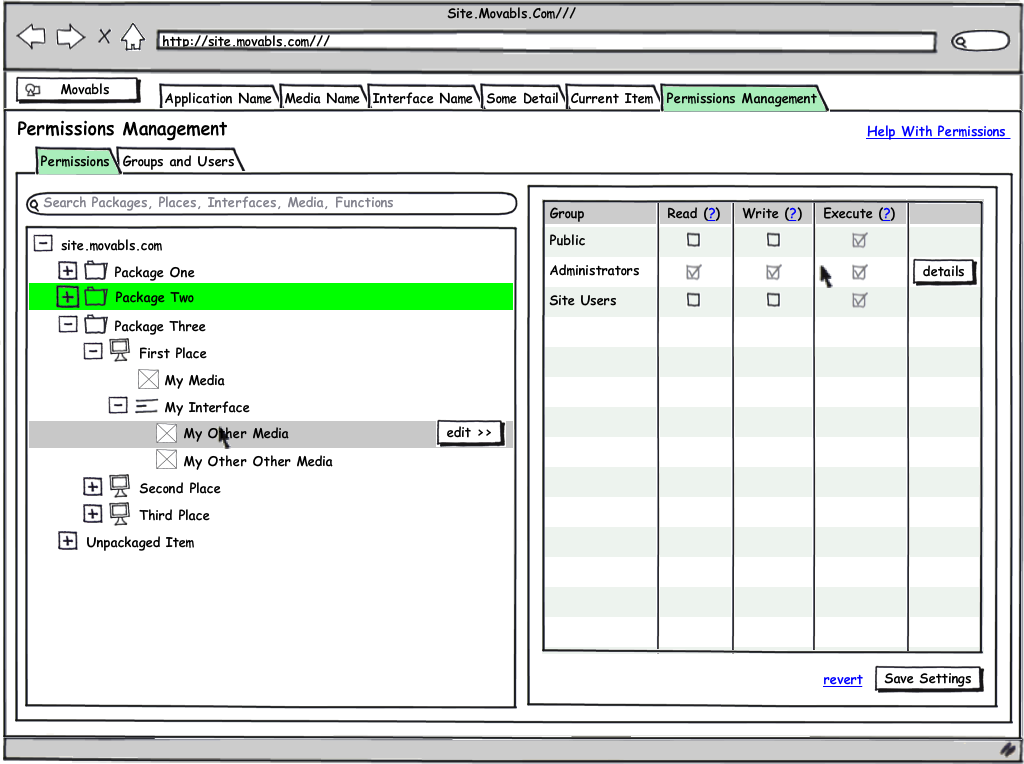 Site.Movabls.Com///
http://site.movabls.com///
Movabls
Application Name
Media Name
Interface Name
Some Detail
Current Item
Permissions Management
Permissions Management
Help With Permissions
Permissions
Groups and Users
Search Packages, Places, Interfaces, Media, Functions
site.movabls.com
Package One
Package Two
Package Three
First Place
My Media
My Interface
My Other Media
edit >>
My Other Other Media
Second Place
Third Place
Unpackaged Item
Group
Read (?)
Write (?)
Execute (?)
Public
Administrators
details
Site Users
revert
Save Settings